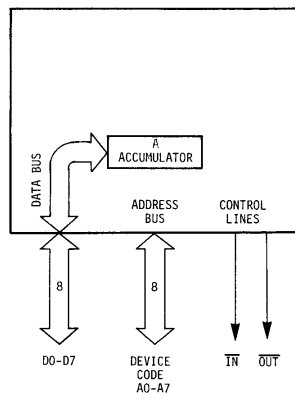 A
ACCUMULATOR
DATA BUS
ADDRESS
BUS
CONTROL
LINES
8
8
D0-D7
DEVICE
CODE
A0-A7
IN
OUT